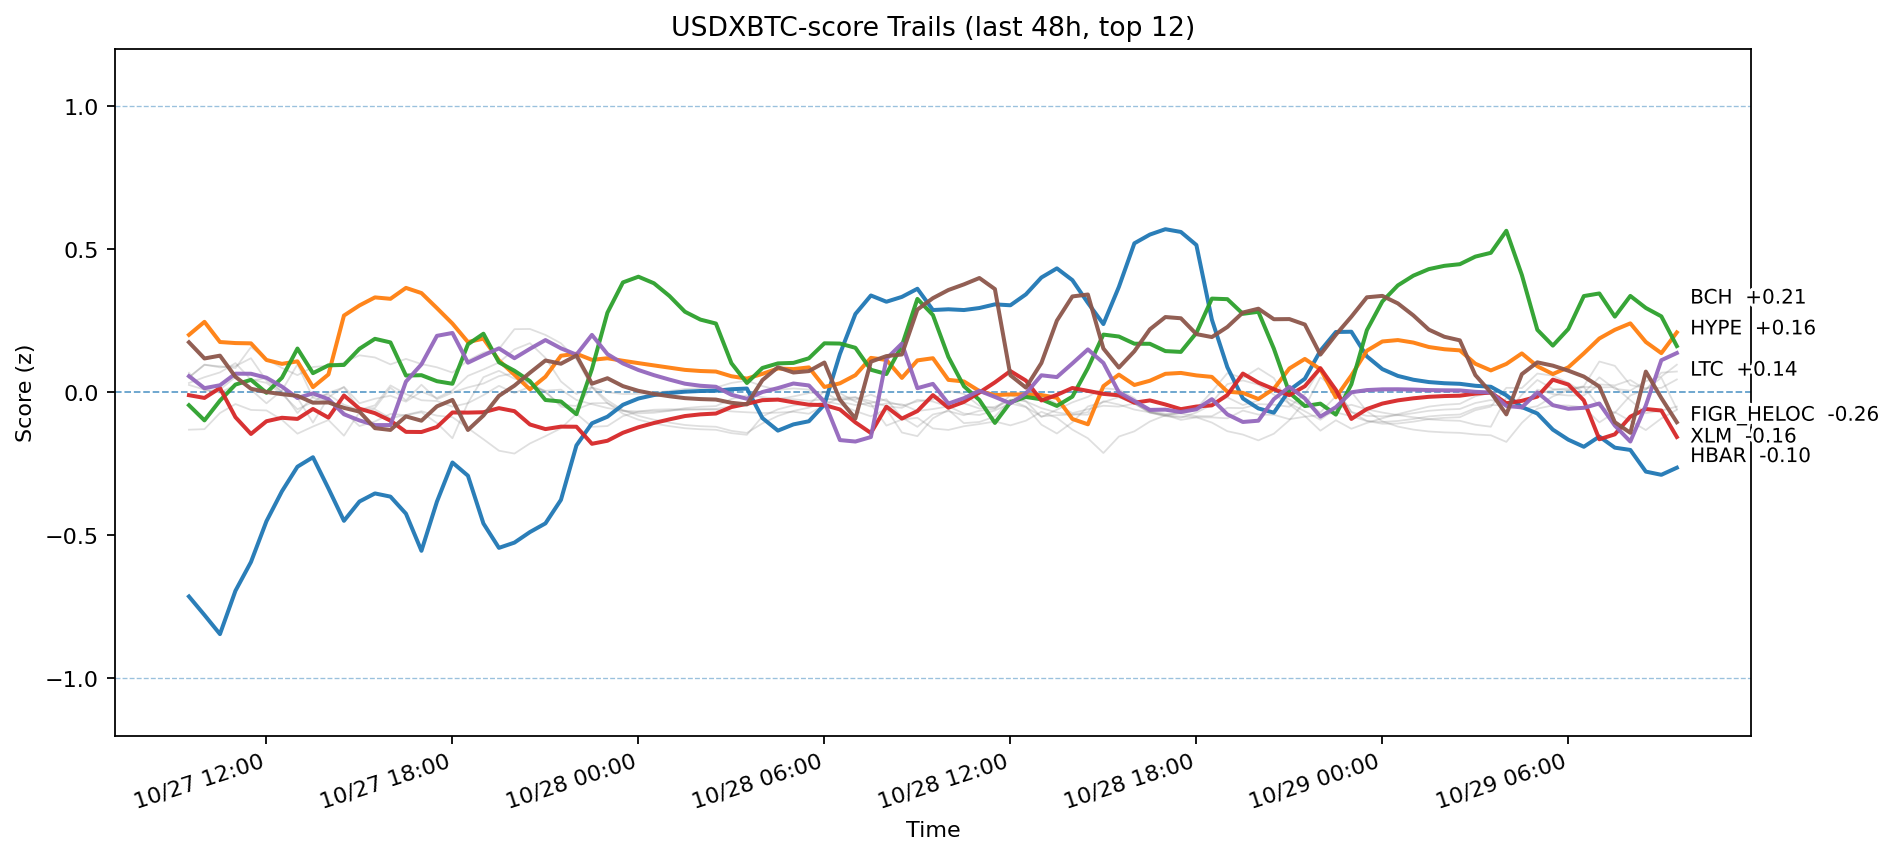 USDXBTC-score Trails (last 48h, top 12)
Score (z)
1.0
0.5
0.0
−0.5
−1.0
BCH +0.21
HYPE +0.16
LTC +0.14
FIGR_HELOC -0.26
XLM -0.16
HBAR -0.10
10/27 12:00
10/27 18:00
10/28 00:00
10/28 06:00
10/28 12:00
10/28 18:00
10/29 00:00
10/29 06:00
Time